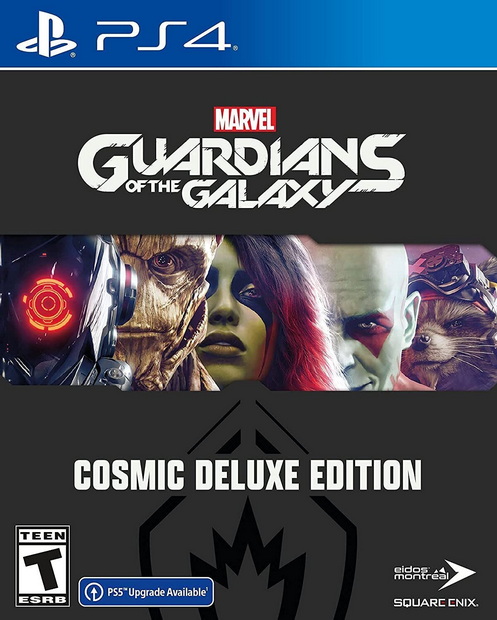 PS4
MARVEL
GUARDIANS
OF THE
GALAXY
COSMIC DELUXE EDITION
TEEN
T
ESRB
PS5™ Upgrade Available¹
eidos
montréal
SQUARE ENIX.